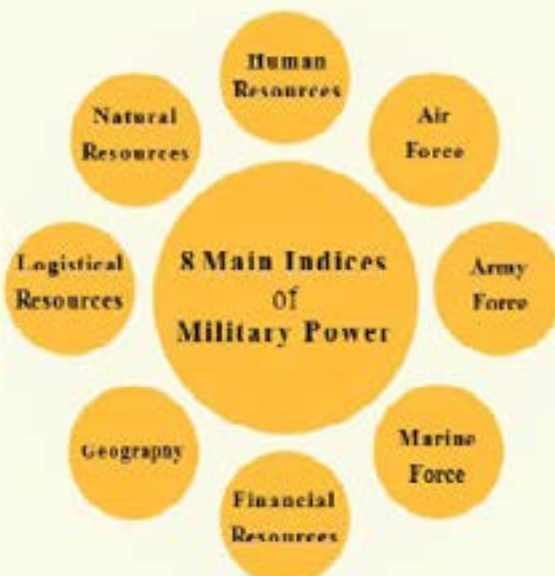 Human
Resources
Air
Force
Army
Force
Marine
Force
Financial
Resources
Geography
Logistical
Resources
Natural
Resources
8 Main Indices
of
Military Power